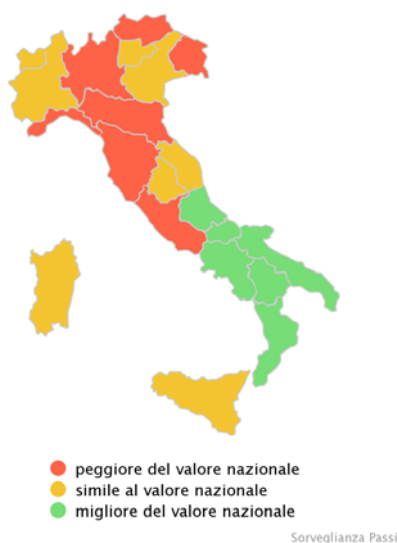 peggiore del valore nazionale
simile al valore nazionale
migliore del valore nazionale
Sorveglianza Passi